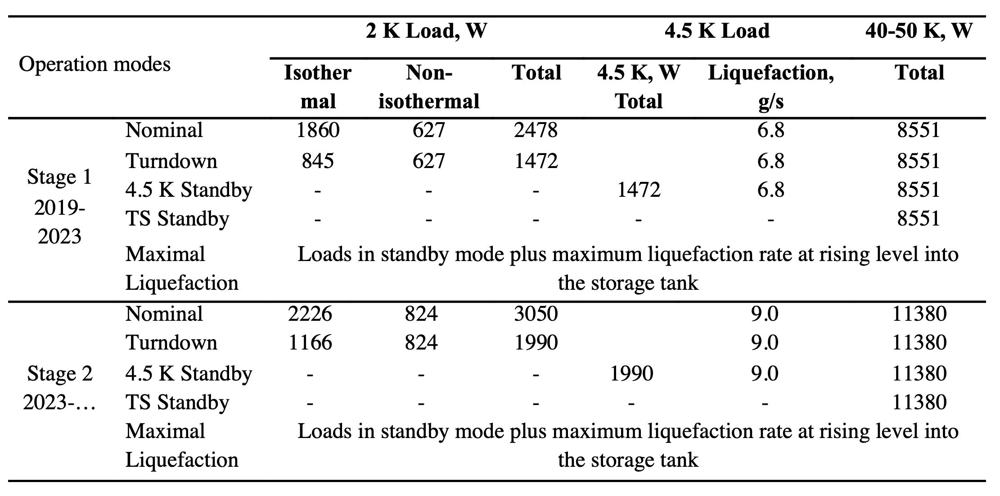 2 K Load, W 4.5 K Load 40-50 K, W
Operation modes
Isother Non- Total 4.5 K, W Liquefaction, Total
mal isothermal Total g/s
Nominal 1860 627 2478 6.8 8551
Turndown 845 627 1472 6.8 8551
Stage 1
4.5 K Standby - - - 1472 6.8 8551
2019-
TS Standby - - - - - 8551
2023
Maximal Loads in standby mode plus maximum liquefaction rate at rising level into
Liquefaction the storage tank
Nominal 2226 824 3050 9.0 11380
Turndown 1166 824 1990 9.0 11380
Stage 2 4.5 K Standby - - - 1990 9.0 11380
2023-… TS Standby - - - - - 11380
Maximal Loads in standby mode plus maximum liquefaction rate at rising level into
Liquefaction the storage tank